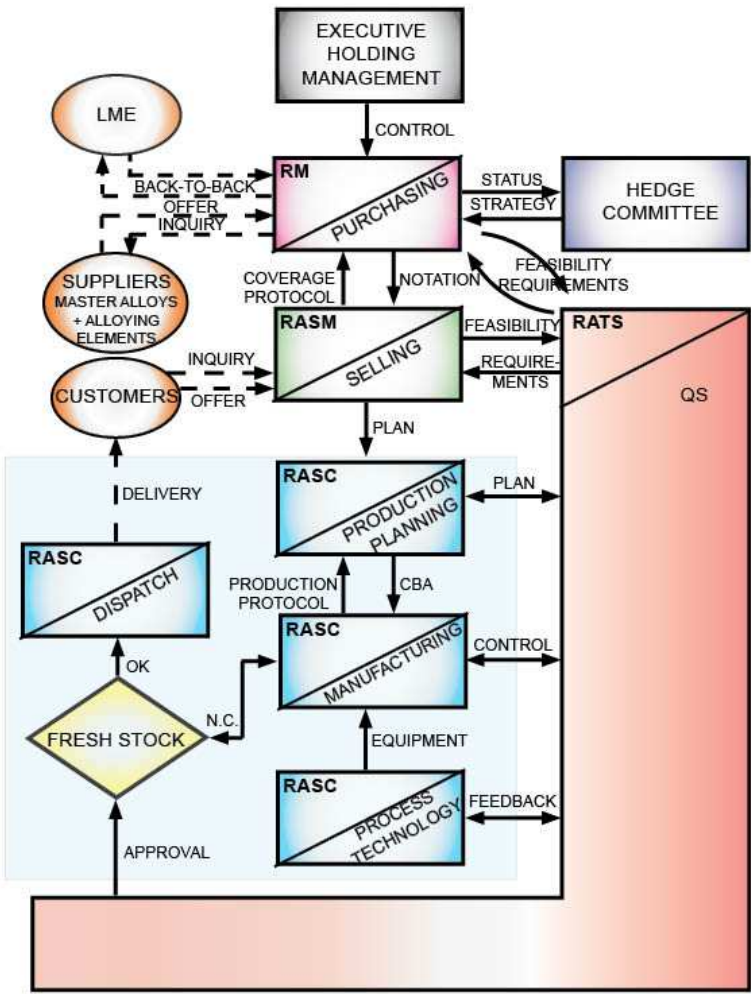 EXECUTIVE
HOLDING
MANAGEMENT
LME
CONTROL
RM
PURCHASING
BACK-TO-BACK
OFFER
INQUIRY
STATUS
STRATEGY
HEDGE
COMMITTEE
SUPPLIERS
MASTER ALLOYS
+ ALLOYING
ELEMENTS
COVERAGE
PROTOCOL
NOTATION
FEASIBILITY
REQUIREMENTS
RASM
SELLING
FEASIBILITY
REQUIRE-
MENTS
RATS
QS
INQUIRY
OFFER
CUSTOMERS
PLAN
DELIVERY
RASC
PRODUCTION
PLANNING
PLAN
RASC
DISPATCH
PRODUCTION
PROTOCOL
CBA
RASC
MANUFACTURING
CONTROL
OK
N.C.
FRESH STOCK
EQUIPMENT
RASC
PROCESS
TECHNOLOGY
FEEDBACK
APPROVAL